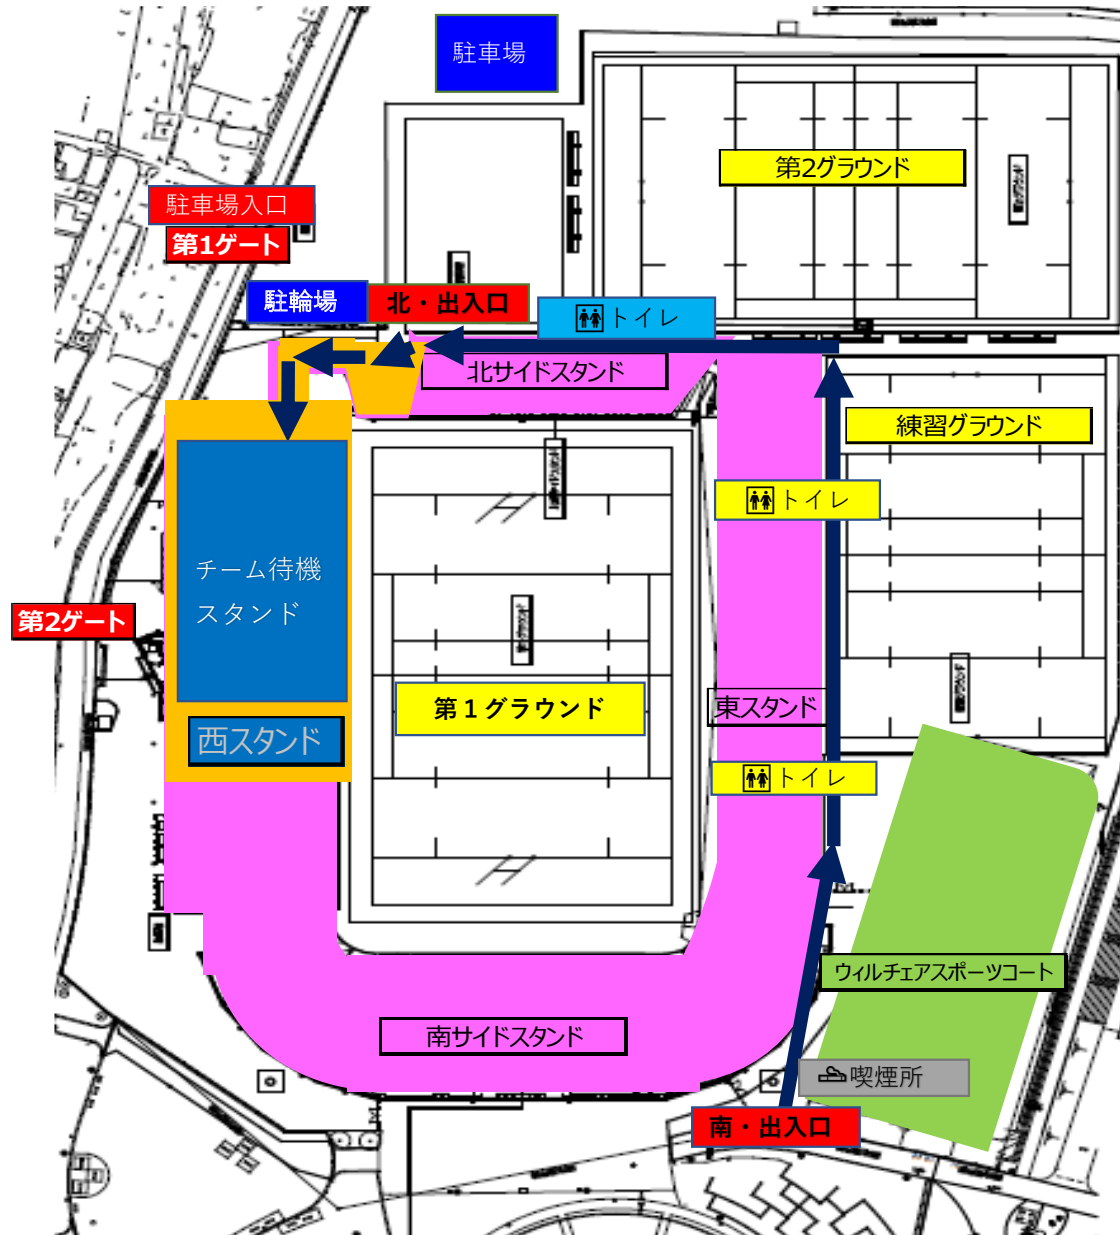 駐車場
第2グラウンド
駐車場入口
第1ゲート
駐輪場
北・出入口
トイレ
北サイドスタンド
練習グラウンド
トイレ
チーム待機
スタンド
第2ゲート
第１グラウンド
東スタンド
西スタンド
トイレ
ウィルチェアスポーツコート
南サイドスタンド
喫煙所
南・出入口